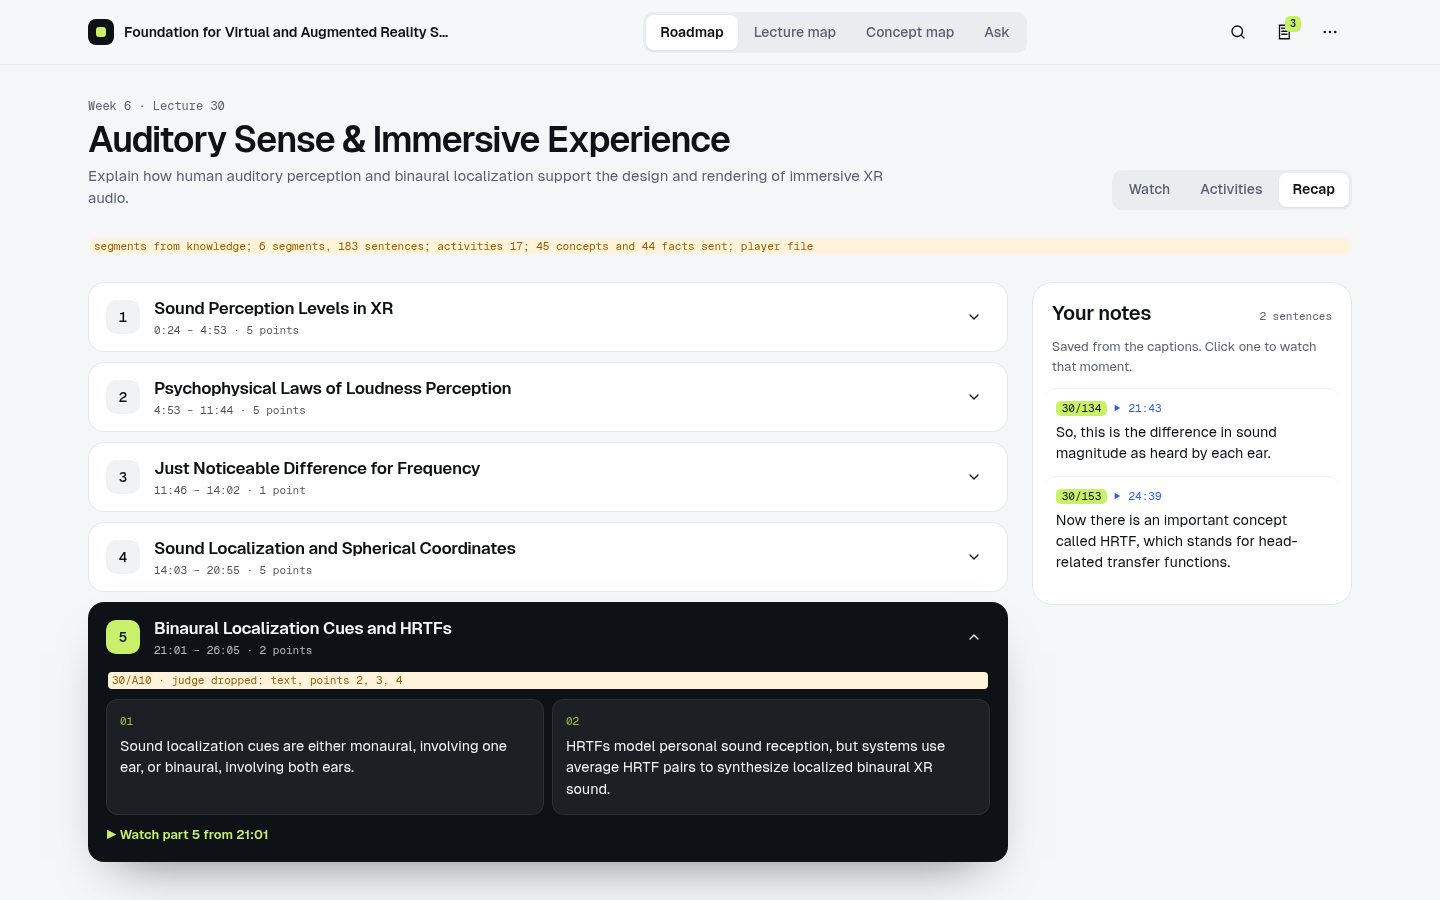 Foundation for Virtual and Augmented Reality S...
Roadmap
Lecture map
Concept map
Ask
3
Week 6 · Lecture 30
Auditory Sense & Immersive Experience
Explain how human auditory perception and binaural localization support the design and rendering of immersive XR
audio.
Watch
Activities
Recap
segments from knowledge; 6 segments, 183 sentences; activities 17; 45 concepts and 44 facts sent; player file
1
Sound Perception Levels in XR
0:24 – 4:53 · 5 points
2
Psychophysical Laws of Loudness Perception
4:53 – 11:44 · 5 points
3
Just Noticeable Difference for Frequency
11:46 – 14:02 · 1 point
4
Sound Localization and Spherical Coordinates
14:03 – 20:55 · 5 points
5
Binaural Localization Cues and HRTFs
21:01 – 26:05 · 2 points
30/A10 · judge dropped: text, points 2, 3, 4
01
Sound localization cues are either monaural, involving one
ear, or binaural, involving both ears.
02
HRTFs model personal sound reception, but systems use
average HRTF pairs to synthesize localized binaural XR
sound.
Watch part 5 from 21:01
Your notes
2 sentences
Saved from the captions. Click one to watch
that moment.
30/134 21:43
So, this is the difference in sound
magnitude as heard by each ear.
30/153 24:39
Now there is an important concept
called HRTF, which stands for head-
related transfer functions.